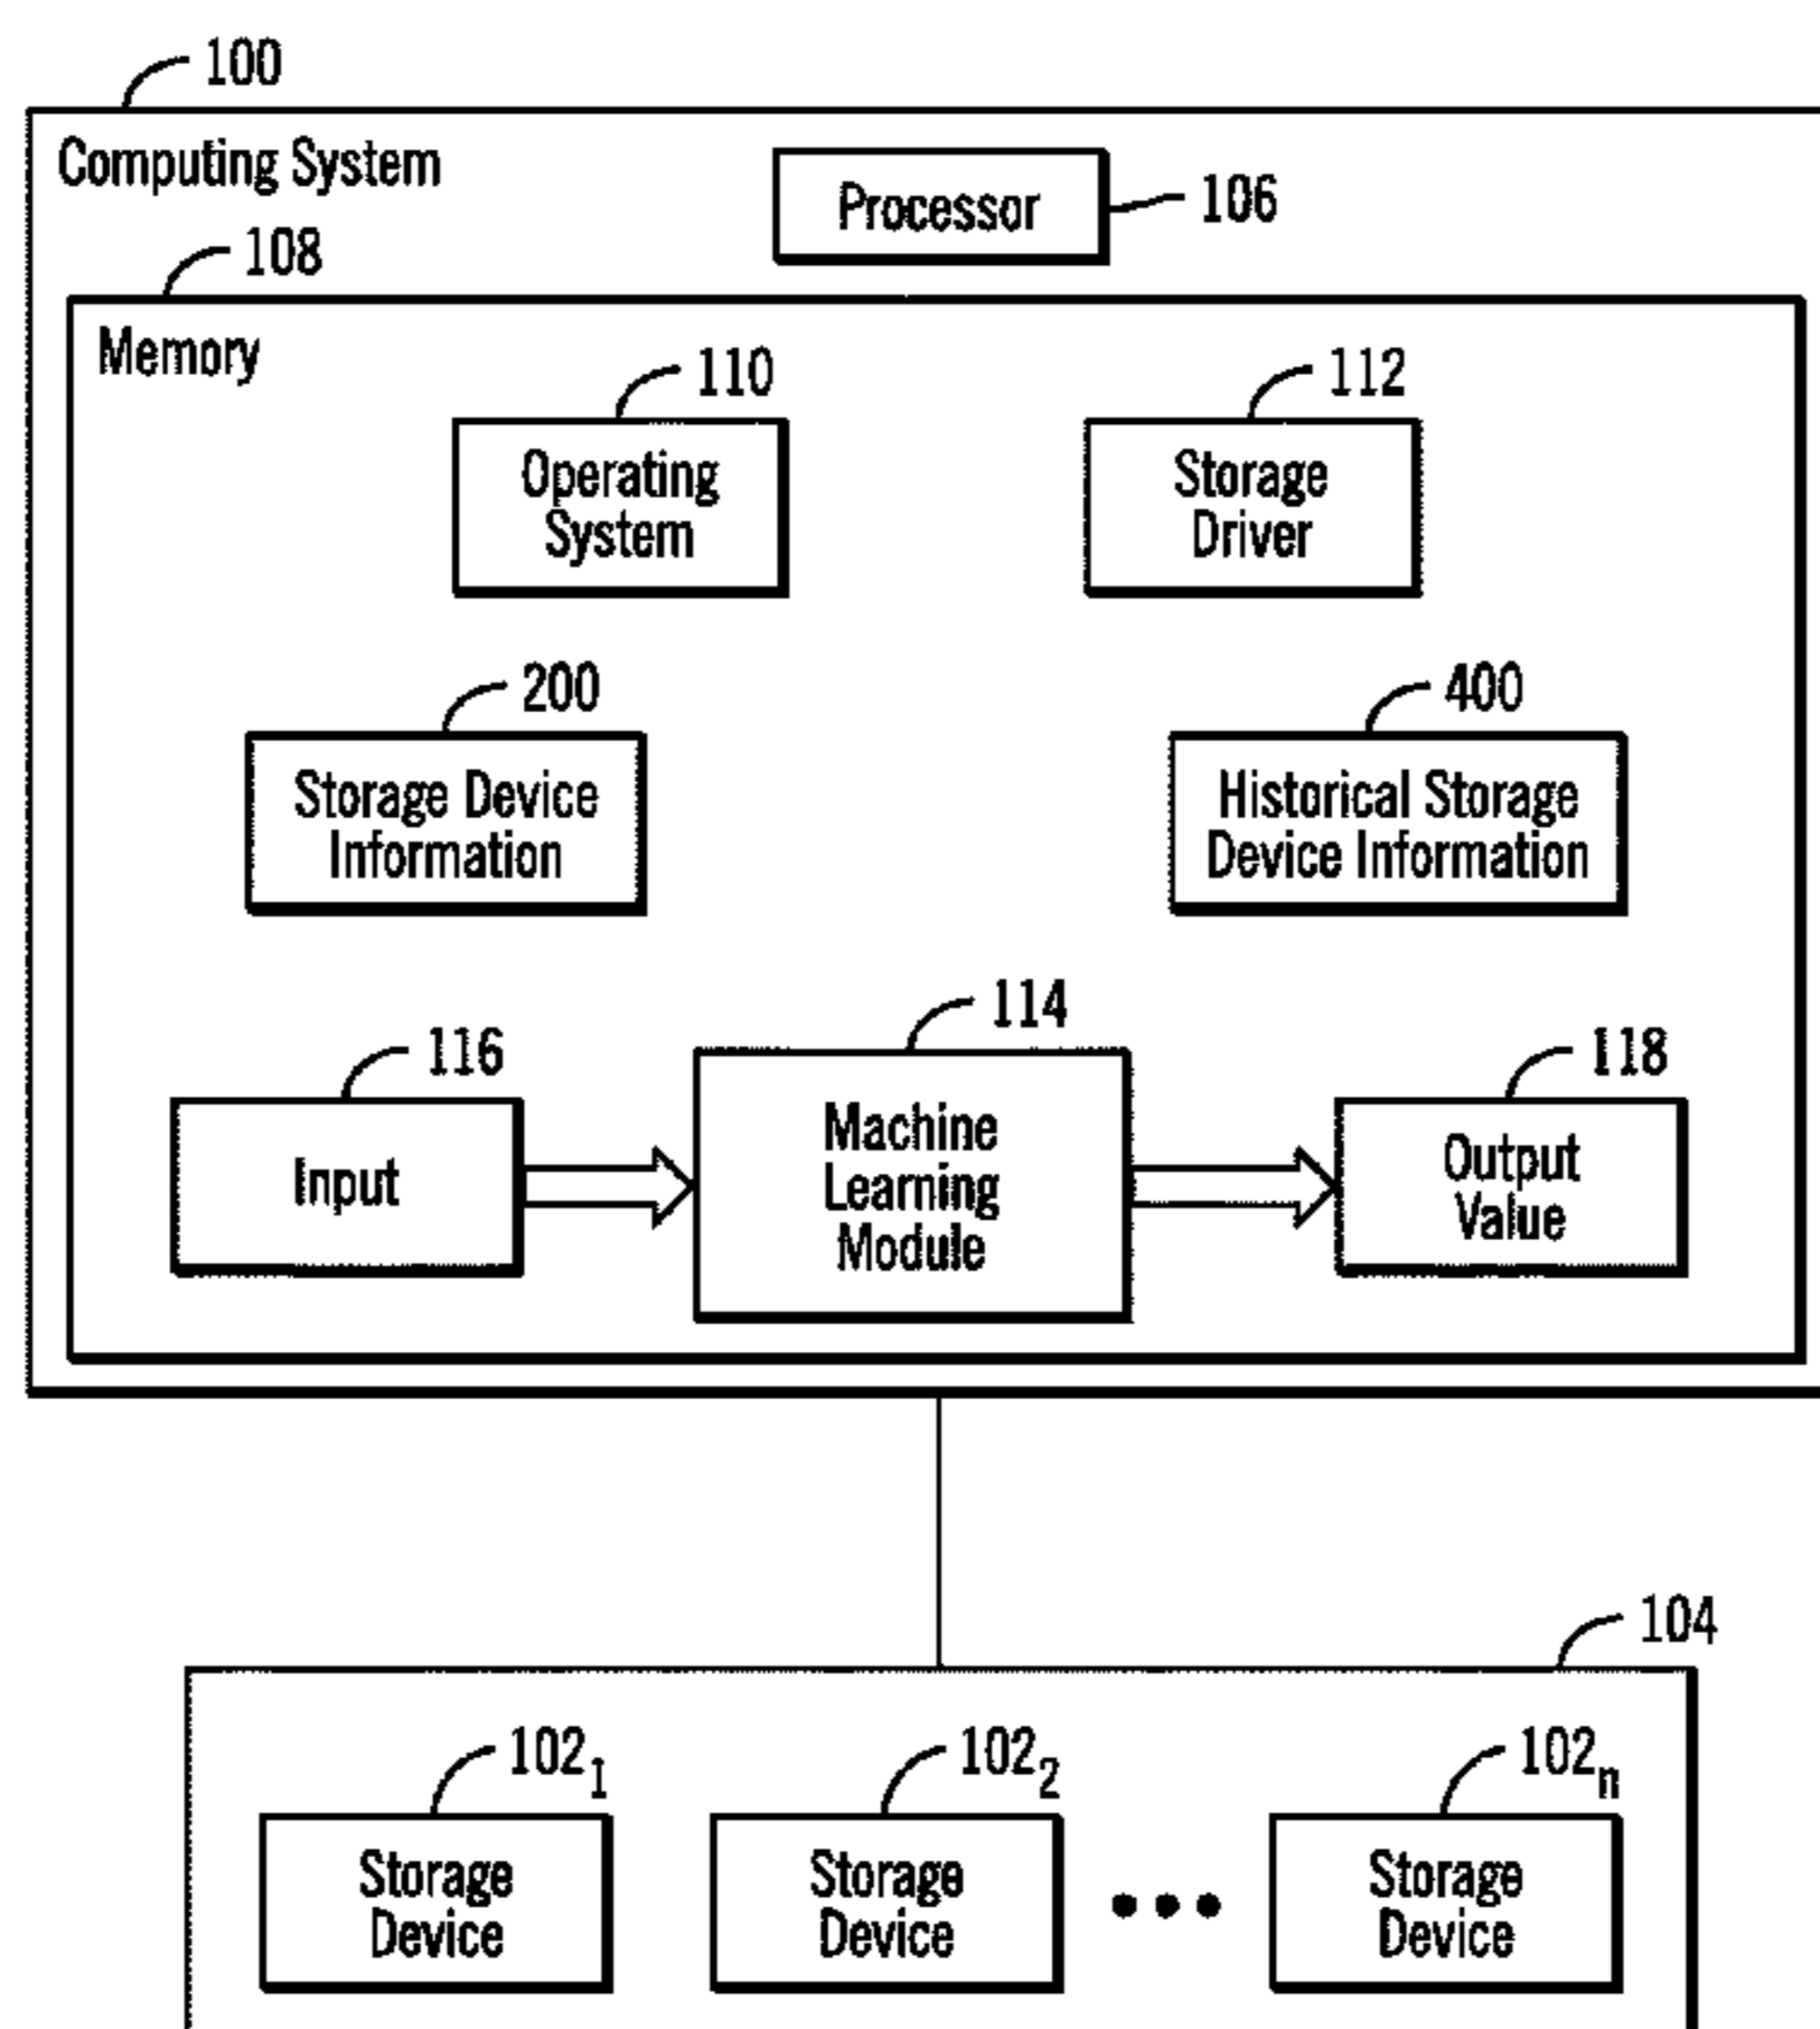 100
Computing System
Processor
106
108
Memory
110
112
Operating
System
Storage
Driver
200
400
Storage Device
Information
Historical Storage
Device Information
116
114
118
Input
Machine
Learning
Module
Output
Value
104
102₁
102₂
102ₙ
Storage
Device
Storage
Device
Storage
Device